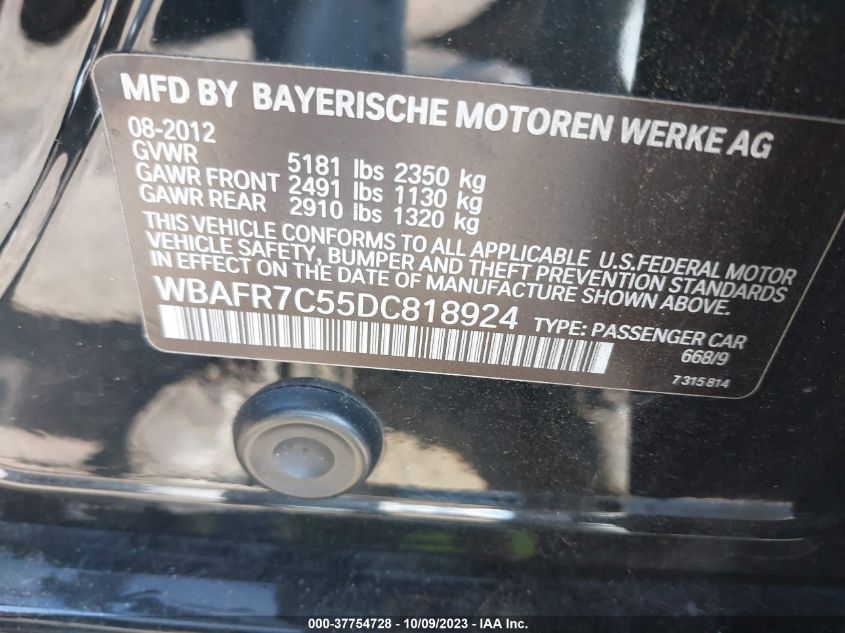 MFD BY BAYERISCHE MOTOREN WERKE AG
08-2012
GVWR 5181 lbs 2350 kg
GAWR FRONT 2491 lbs 1130 kg
GAWR REAR 2910 lbs 1320 kg
THIS VEHICLE CONFORMS TO ALL APPLICABLE U.S.FEDERAL MOTOR
VEHICLE SAFETY, BUMPER AND THEFT PREVENTION STANDARDS
IN EFFECT ON THE DATE OF MANUFACTURE SHOWN ABOVE.
WBAFR7C55DC818924 TYPE: PASSENGER CAR
668/9
7 315 814
000-37754728 - 10/09/2023 - IAA Inc.